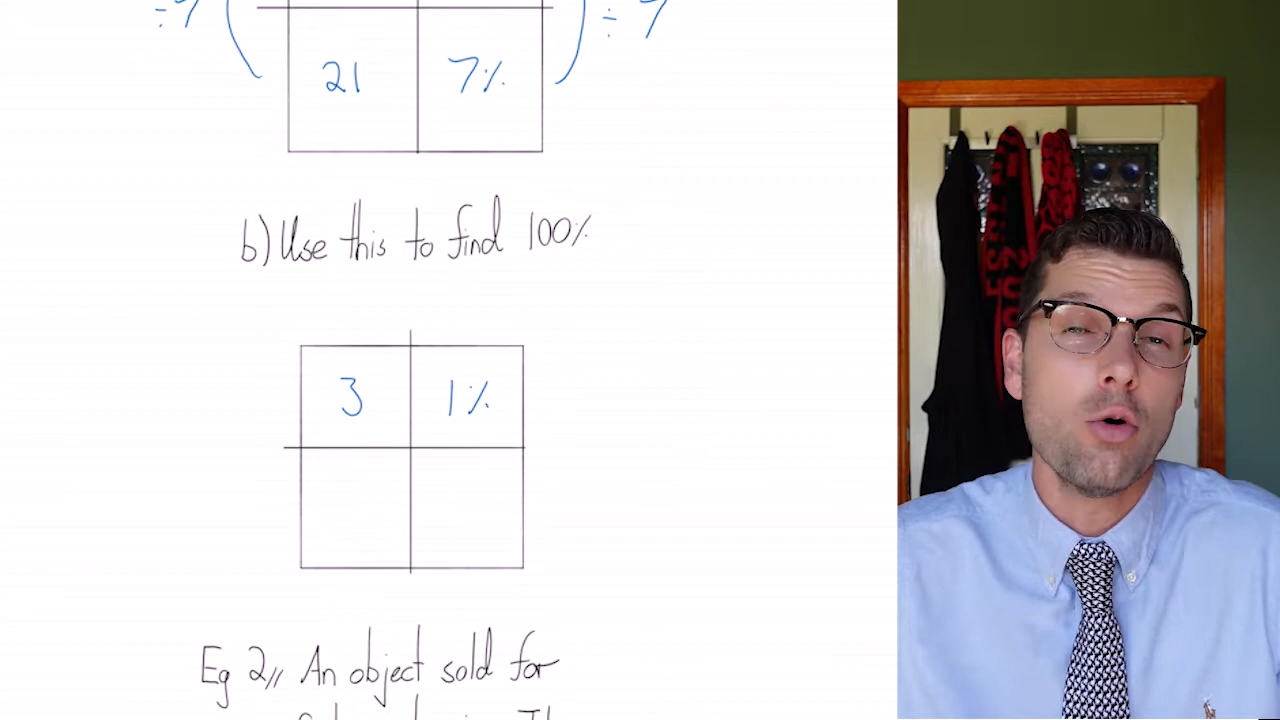 ÷7 ÷7
21 7%
b) Use this to find 100%
3 1%
Eg 2,, An object sold for